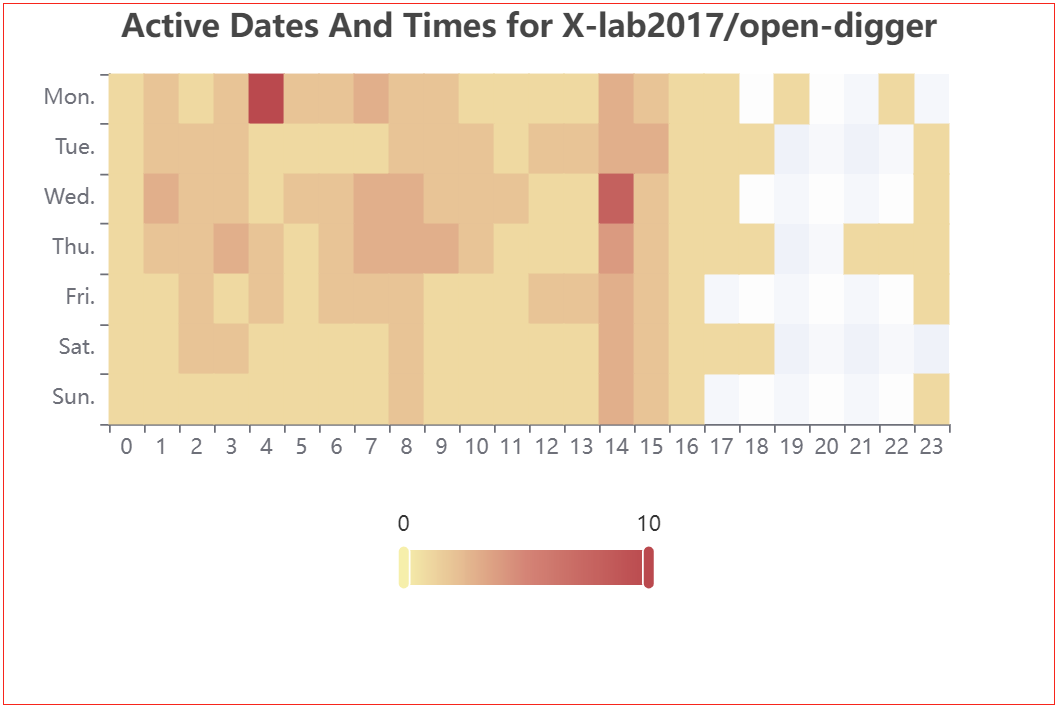 Active Dates And Times for X-lab2017/open-digger
Mon.
Tue.
Wed.
Thu.
Fri.
Sat.
Sun.
0 1 2 3 4 5 6 7 8 9 10 11 12 13 14 15 16 17 18 19 20 21 22 23
0 10